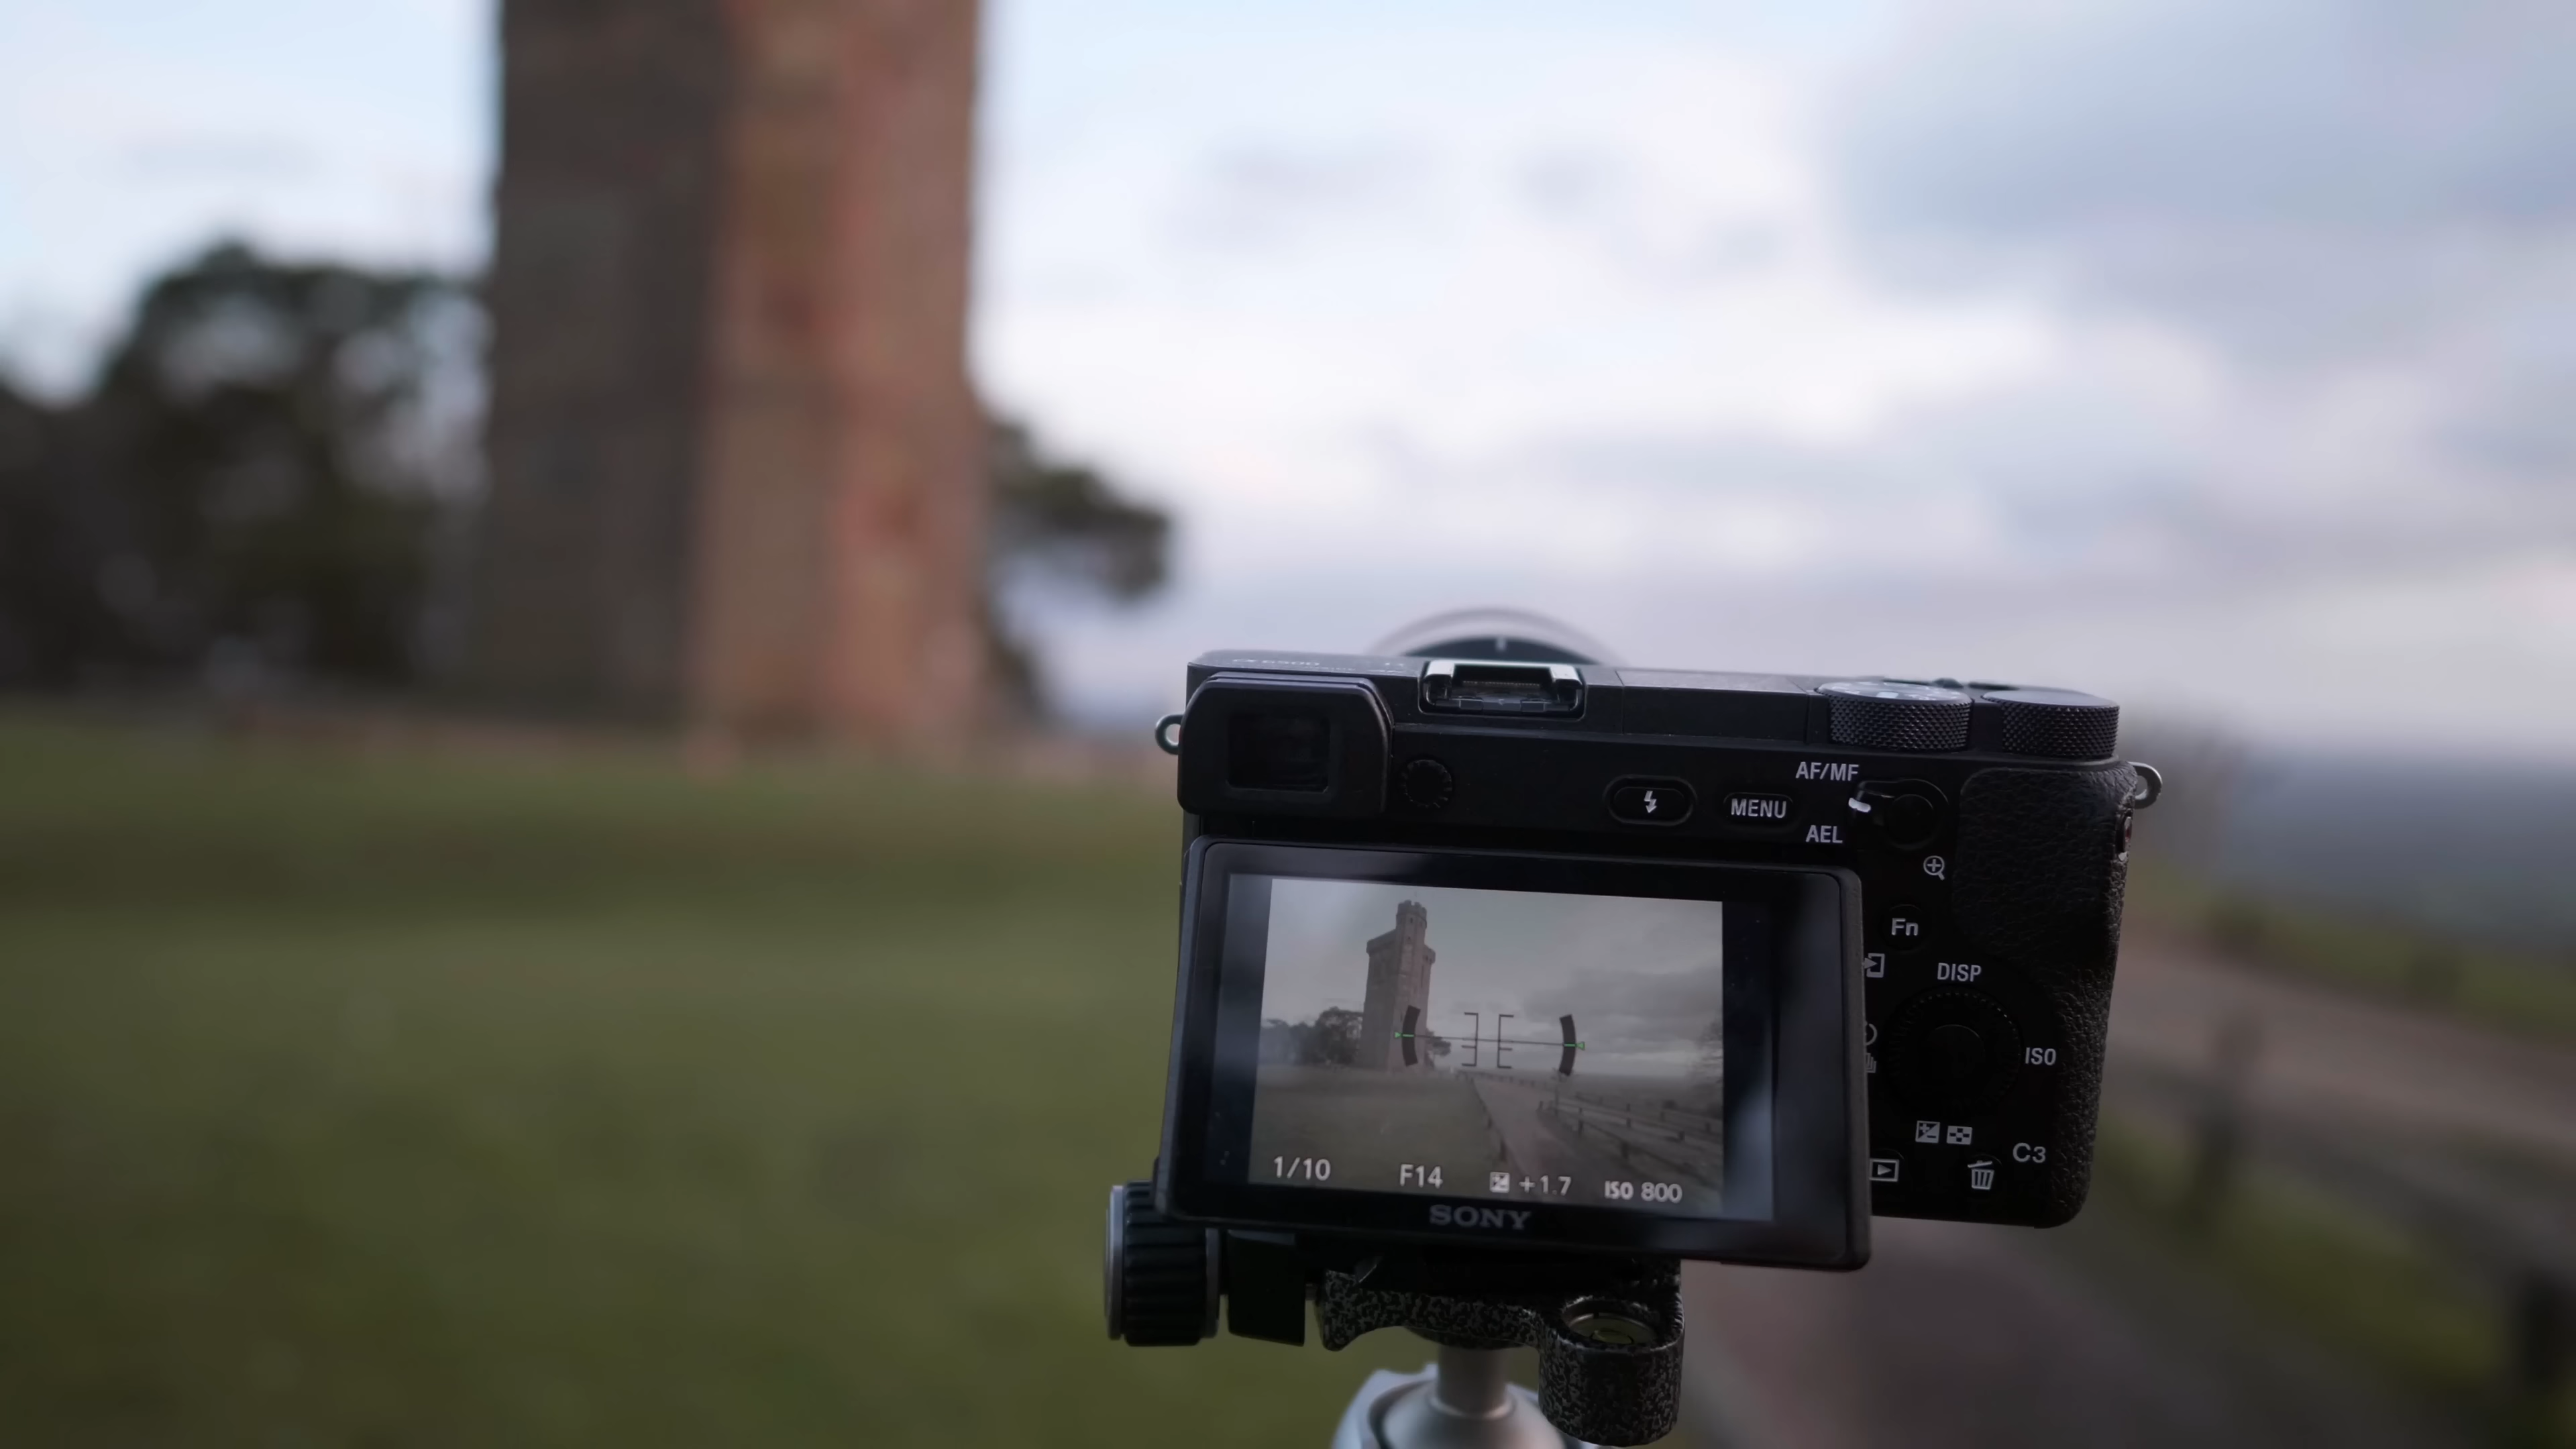 AF/MF
MENU
AEL
Fn
DISP
ISO
C3
1/10 F14 +1.7 ISO 800
SONY